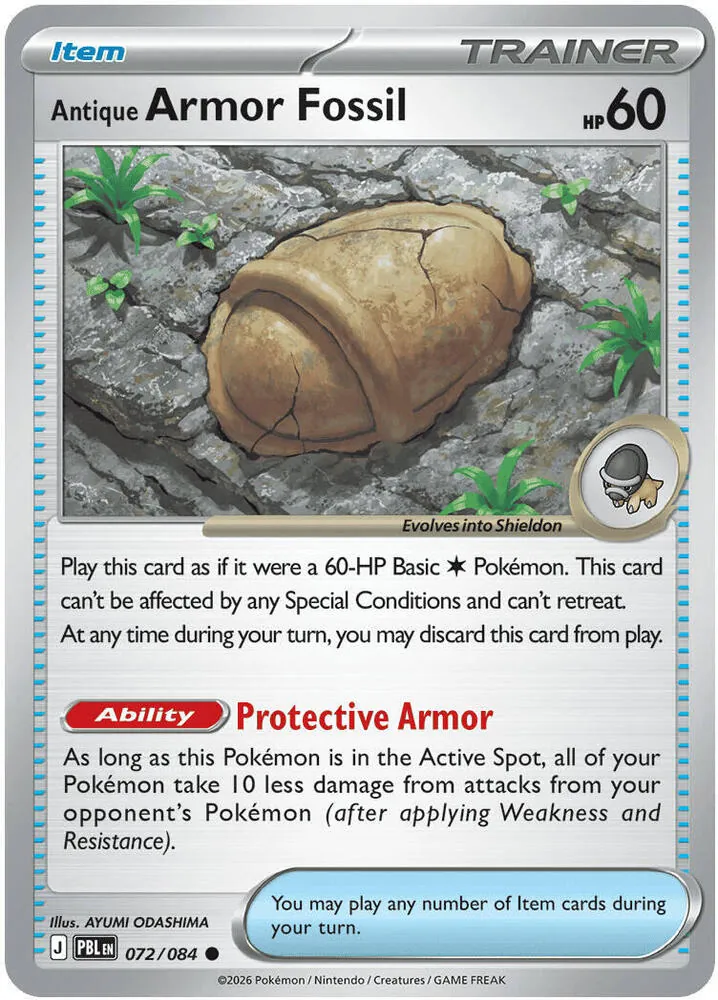 Item
TRAINER
Antique Armor Fossil
HP60
Evolves into Shieldon
Play this card as if it were a 60-HP Basic Pokémon. This card
can't be affected by any Special Conditions and can't retreat.
At any time during your turn, you may discard this card from play.
Ability Protective Armor
As long as this Pokémon is in the Active Spot, all of your
Pokémon take 10 less damage from attacks from your
opponent's Pokémon (after applying Weakness and
Resistance).
You may play any number of Item cards during
your turn.
Illus. AYUMI ODASHIMA
J PBL EN 072/084
©2026 Pokémon / Nintendo / Creatures / GAME FREAK